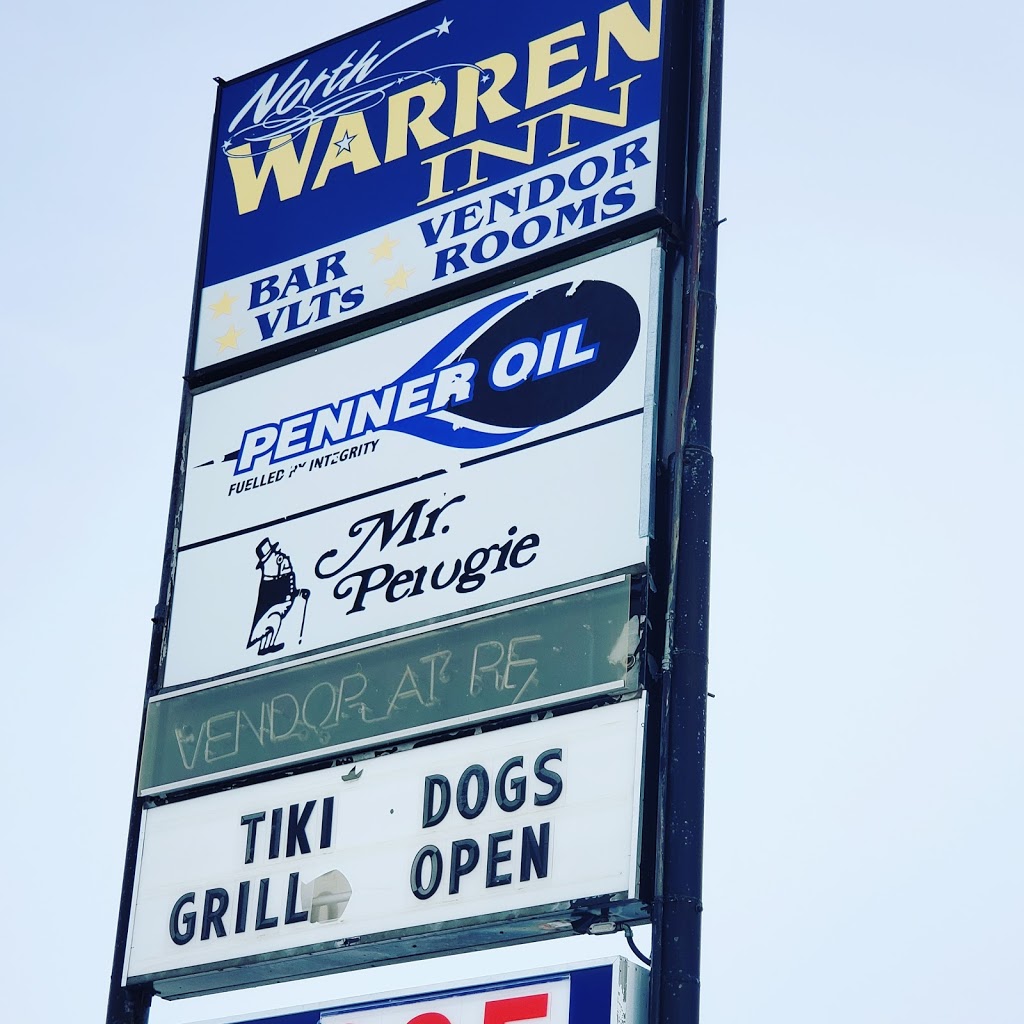 North
WARREN
INN
BAR VENDOR
VLTs ROOMS
PENNER OIL
FUELLED BY INTEGRITY
Mr.
Perogie
VENDOR AT RE
TIKI DOGS
GRILL OPEN